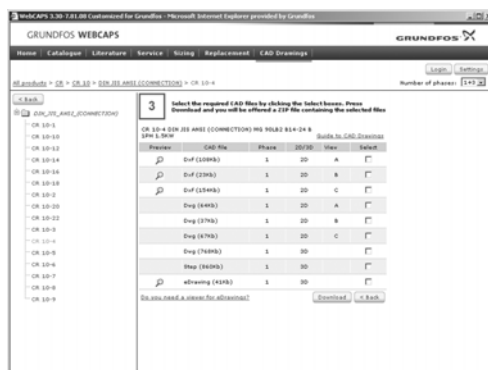 WebCAPS 3.30-7.01.08 Customized for Grundfos - Microsoft Internet Explorer provided by Grundfos
GRUNDFOS WEBCAPS
GRUNDFOS
Home Catalogue Literature Service Sizing Replacement CAD Drawings
Login Settings
All products > CR > CR 10 > DIN JIS ANSI (CONNECTION) > CR 10-4
Number of phases: 1+3
< Back
DIN_JIS_ANSI_(CONNECTION)
CR 10-1
CR 10-10
CR 10-12
CR 10-14
CR 10-16
CR 10-18
CR 10-2
CR 10-20
CR 10-22
CR 10-3
CR 10-4
CR 10-5
CR 10-6
CR 10-7
CR 10-8
CR 10-9
3
Select the required CAD files by clicking the Select boxes. Press
Download and you will be offered a ZIP file containing the selected files
CR 10-4 DIN JIS ANSI (CONNECTION) MG 90LB2 B14-24 &
1PH 1.5KW
Guide to CAD Drawings
Preview CAD file Phase 2D/3D View Select
Dxf (108Kb) 1 2D A
Dxf (23Kb) 1 2D B
Dxf (154Kb) 1 2D C
Dwg (64Kb) 1 2D A
Dwg (37Kb) 1 2D B
Dwg (67Kb) 1 2D C
Dwg (768Kb) 1 3D
Step (860Kb) 1 3D
eDrawing (41Kb) 1 3D
Do you need a viewer for eDrawings?
Download < Back